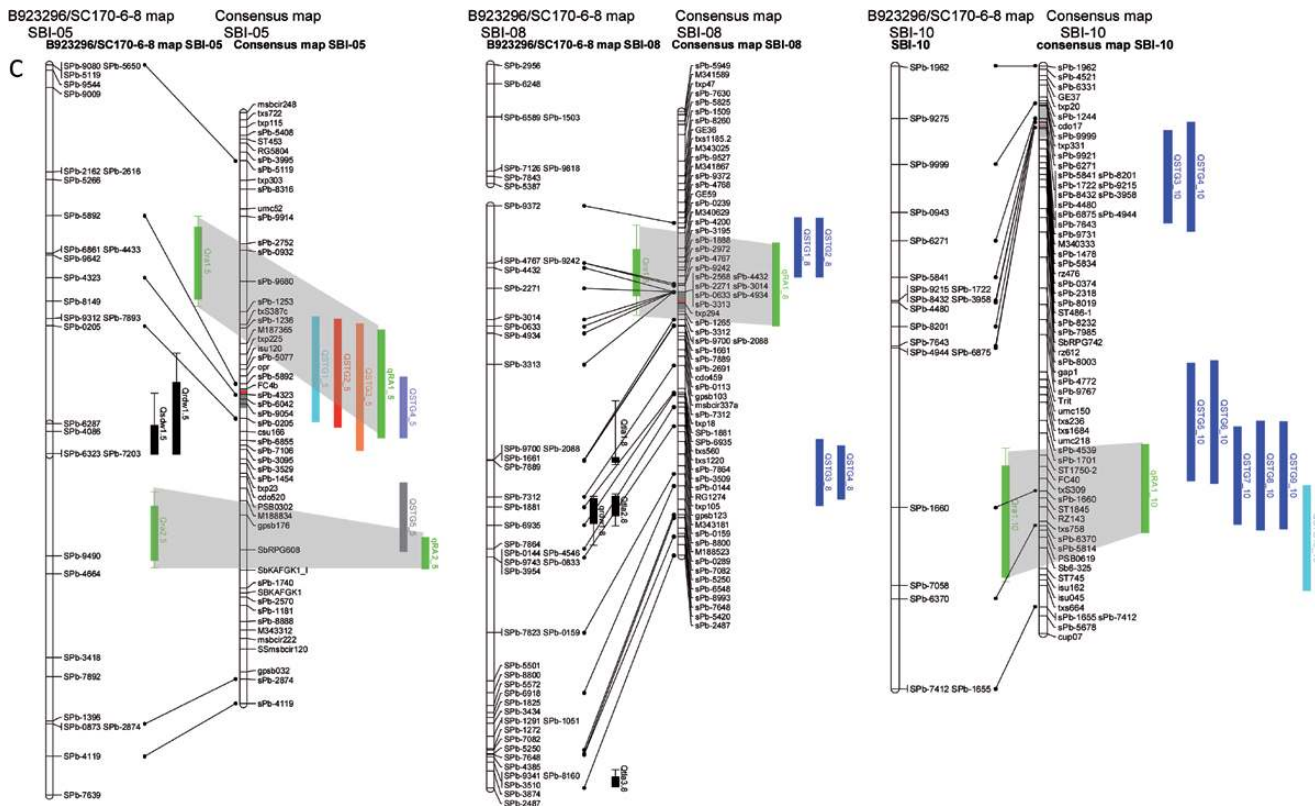 B923296/SC170-6-8 map
SBI-05
B923296/SC170-6-8 map SBI-05
Consensus map
SBI-05
Consensus map SBI-05
C
SPb-9080 SPb-5650
SPb-5119
SPb-9544
SPb-9009
SPb-2162 SPb-2616
SPb-5266
SPb-5892
SPb-6861 SPb-4433
SPb-9642
SPb-4323
SPb-8149
SPb-9312 SPb-7893
SPb-0205
SPb-6287
SPb-4086
SPb-6323 SPb-7203
SPb-9490
SPb-4664
SPb-3418
SPb-7892
SPb-1396
SPb-0873 SPb-2874
SPb-4119
SPb-7639
Qsdw1.5
Qrdw1.5
Qra1.5
Qra2.5
msbcir248
txs722
txp115
sPb-5408
ST453
RG5804
sPb-3995
sPb-5119
txp303
sPb-8316
umc52
sPb-9914
sPb-2752
sPb-0932
sPb-9680
sPb-1253
txS387c
sPb-1236
M187365
txp225
isu120
sPb-5077
opr
sPb-5892
FC4b
sPb-4323
sPb-6042
sPb-9054
sPb-0205
csu166
sPb-6855
sPb-7106
sPb-3095
sPb-3529
sPb-1454
txp23
cdo520
PSB0302
M188834
gpsb176
SbRPG608
SbKAFGK1_I
sPb-1740
SBKAFGK1
sPb-2570
sPb-1181
sPb-8888
M343312
msbcir222
SSmsbcir120
gpsb032
sPb-2874
sPb-4119
QSTG1_5
QSTG2_5
QSTG3_5
qRA1_5
QSTG4_5
QSTG5_5
qRA2_5
B923296/SC170-6-8 map
SBI-08
B923296/SC170-6-8 map SBI-08
Consensus map
SBI-08
Consensus map SBI-08
SPb-2956
SPb-6248
SPb-6589 SPb-1503
SPb-7126 SPb-9618
SPb-7843
SPb-5387
SPb-9372
SPb-4767 SPb-9242
SPb-4432
SPb-2271
SPb-3014
SPb-0633
SPb-4934
SPb-3313
SPb-9700 SPb-2088
SPb-1661
SPb-7889
SPb-7312
SPb-1881
SPb-6935
SPb-7864
SPb-0144 SPb-4546
SPb-9743 SPb-0833
SPb-3954
SPb-7823 SPb-0159
SPb-5501
SPb-8800
SPb-5572
SPb-6918
SPb-1825
SPb-3434
SPb-1291 SPb-1051
SPb-1272
SPb-7082
SPb-5250
SPb-7648
SPb-4385
SPb-9341 SPb-8160
SPb-3510
SPb-3874
SPb-2487
Qtla1.8
Qtla2.8
Qtla3.8
sPb-5949
M341589
txp47
sPb-7630
sPb-5825
sPb-1509
sPb-8260
GE36
txs1185.2
M343025
sPb-9527
M341867
sPb-9372
sPb-4768
GE59
sPb-0239
M340629
sPb-4200
sPb-3195
sPb-1888
sPb-2972
sPb-4767
sPb-9242
sPb-2568 sPb-4432
sPb-2271 sPb-3014
sPb-0633 sPb-4934
sPb-3313
txp294
sPb-1265
sPb-3312
sPb-9700 sPb-2088
sPb-1661
sPb-7889
sPb-2691
cdo459
sPb-0113
gpsb103
msbcir337a
sPb-7312
txp18
sPb-1881
sPb-6935
txs560
txs1220
sPb-7864
sPb-3509
sPb-0144
RG1274
txp105
gpsb123
M343181
sPb-0159
sPb-8800
M188523
sPb-0289
sPb-7082
sPb-5250
sPb-6548
sPb-8993
sPb-7648
sPb-5420
sPb-2487
qRA1_8
QSTG1_8
QSTG2_8
QSTG3_8
QSTG4_8
B923296/SC170-6-8 map
SBI-10
B923296/SC170-6-8 map
SBI-10
Consensus map
SBI-10
consensus map SBI-10
SPb-1962
SPb-9275
SPb-9999
SPb-0943
SPb-6271
SPb-5841
SPb-9215 SPb-1722
SPb-8432 SPb-3958
SPb-4480
SPb-8201
SPb-7643
SPb-4944 SPb-6875
SPb-1660
SPb-7058
SPb-6370
SPb-7412 SPb-1655
Qra1.10
sPb-1962
sPb-4521
sPb-6331
GE37
txp20
sPb-1244
cdo17
sPb-9999
txp331
sPb-9921
sPb-6271
sPb-5841 sPb-8201
sPb-1722 sPb-9215
sPb-8432 sPb-3958
sPb-4480
sPb-6875 sPb-4944
sPb-7643
sPb-9731
M340333
sPb-1478
sPb-5834
rz476
sPb-0374
sPb-2318
sPb-8019
ST486-1
sPb-8232
sPb-7985
SbRPG742
rz612
sPb-8003
gap1
sPb-4772
sPb-9767
Trit
umc150
txs236
txs1684
umc218
sPb-4539
sPb-1701
ST1750-2
FC40
txS309
sPb-1660
ST1845
RZ143
txs758
sPb-6370
sPb-5814
PSB0619
Sb6-325
ST745
isu162
isu045
txs664
sPb-1655 sPb-7412
sPb-5678
cup07
qRA1_10
QSTG3_10
QSTG4_10
QSTG5_10
QSTG6_10
QSTG7_10
QSTG8_10
QSTG9_10